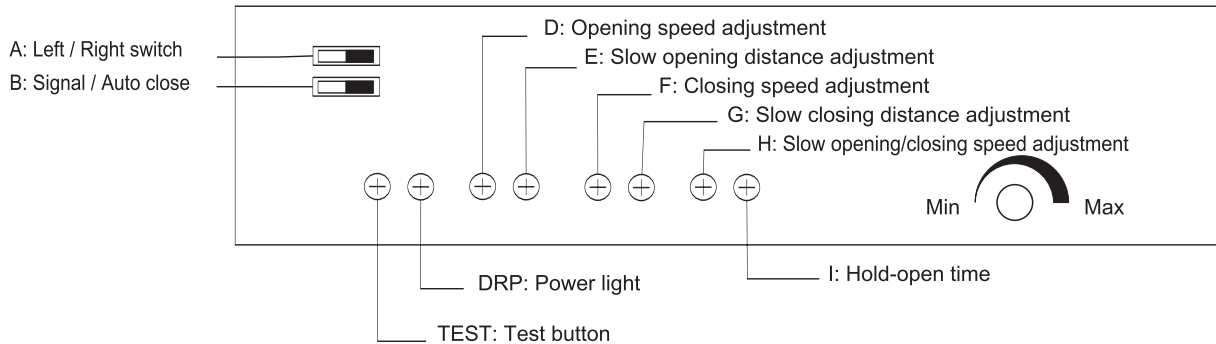 D: Opening speed adjustment
A: Left / Right switch
E: Slow opening distance adjustment
B: Signal / Auto close
F: Closing speed adjustment
G: Slow closing distance adjustment
H: Slow opening/closing speed adjustment
Min
Max
I: Hold-open time
DRP: Power light
TEST: Test button